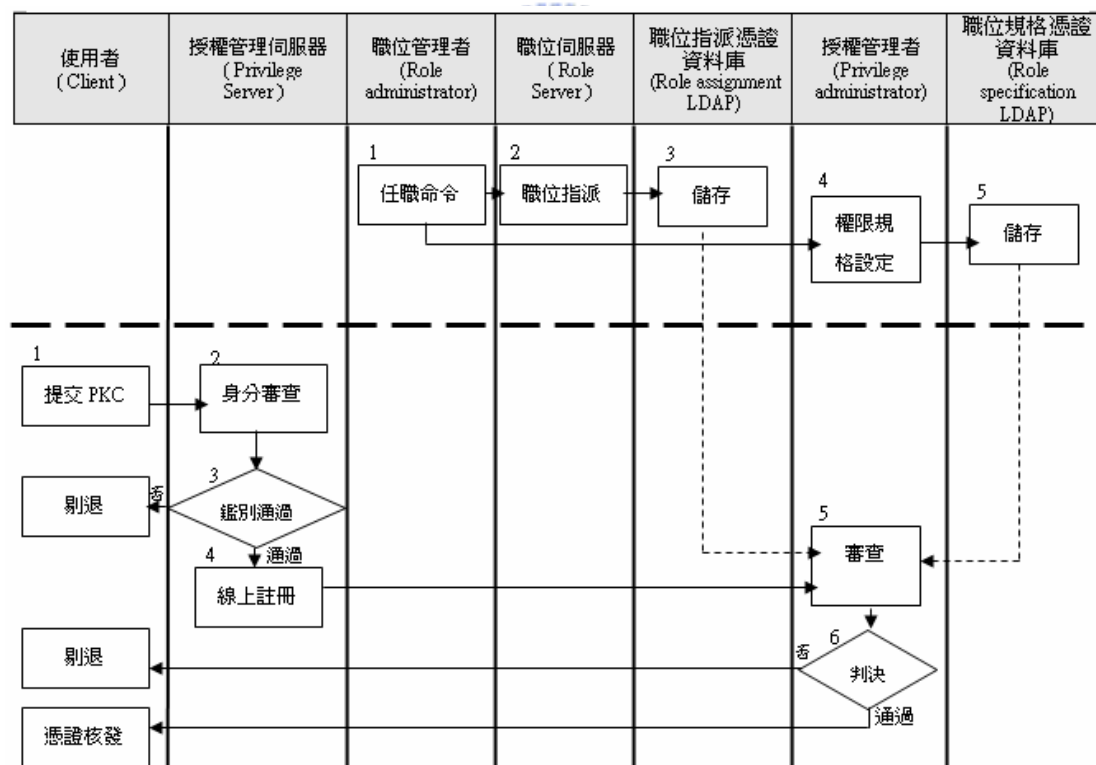 使用者
(Client)
授權管理伺服器
(Privilege
Server)
職位管理者
(Role
administrator)
職位伺服器
(Role
Server)
職位指派憑證
資料庫
(Role assignment
LDAP)
授權管理者
(Privilege
administrator)
職位規格憑證
資料庫
(Role
specification
LDAP)
1
任職命令
2
職位指派
3
儲存
4
權限規
格設定
5
儲存
1
提交 PKC
2
身分審查
3
鑑別通過
否
剔退
通過
4
線上註冊
5
審查
6
判決
否
剔退
通過
憑證核發